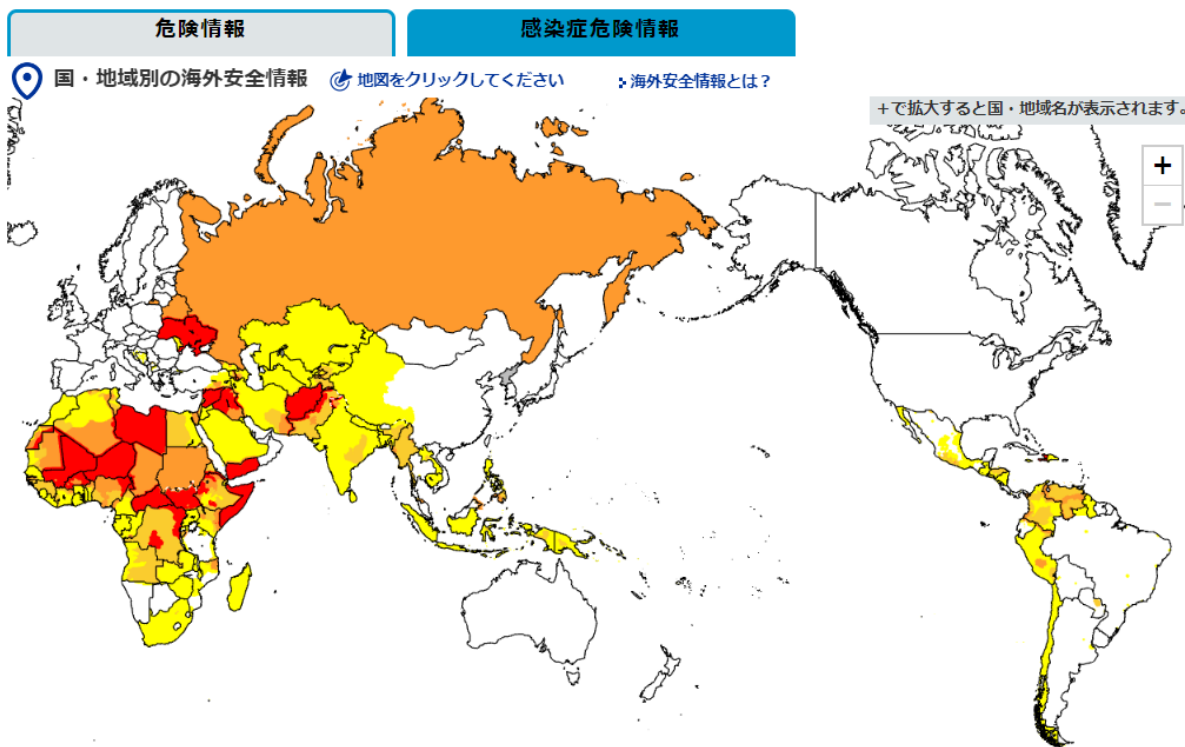 危険情報
感染症危険情報
国・地域別の海外安全情報
地図をクリックしてください
海外安全情報とは？
+で拡大すると国・地域名が表示されます。
+
−